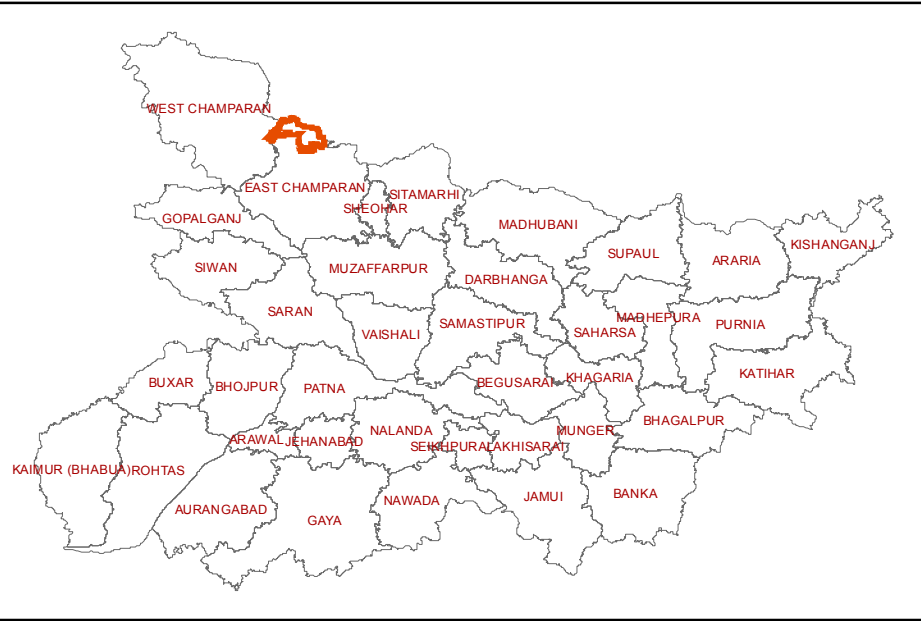 WEST CHAMPARAN
EAST CHAMPARAN
SITAMARHI
SHEOHAR
GOPALGANJ
MADHUBANI
KISHANGANJ
SUPAUL
ARARIA
SIWAN
MUZAFFARPUR
DARBHANGA
SARAN
MADHEPURA
SAMASTIPUR
PURNIA
VAISHALI
SAHARSA
KATIHAR
BUXAR
BHOJPUR
PATNA
BEGUSARAI
KHAGARIA
BHAGALPUR
NALANDA
MUNGER
ARAWAL
JEHANABAD
SEIKHPURA
LAKHISARAI
KAIMUR (BHABUA)
ROHTAS
BANKA
JAMUI
NAWADA
AURANGABAD
GAYA